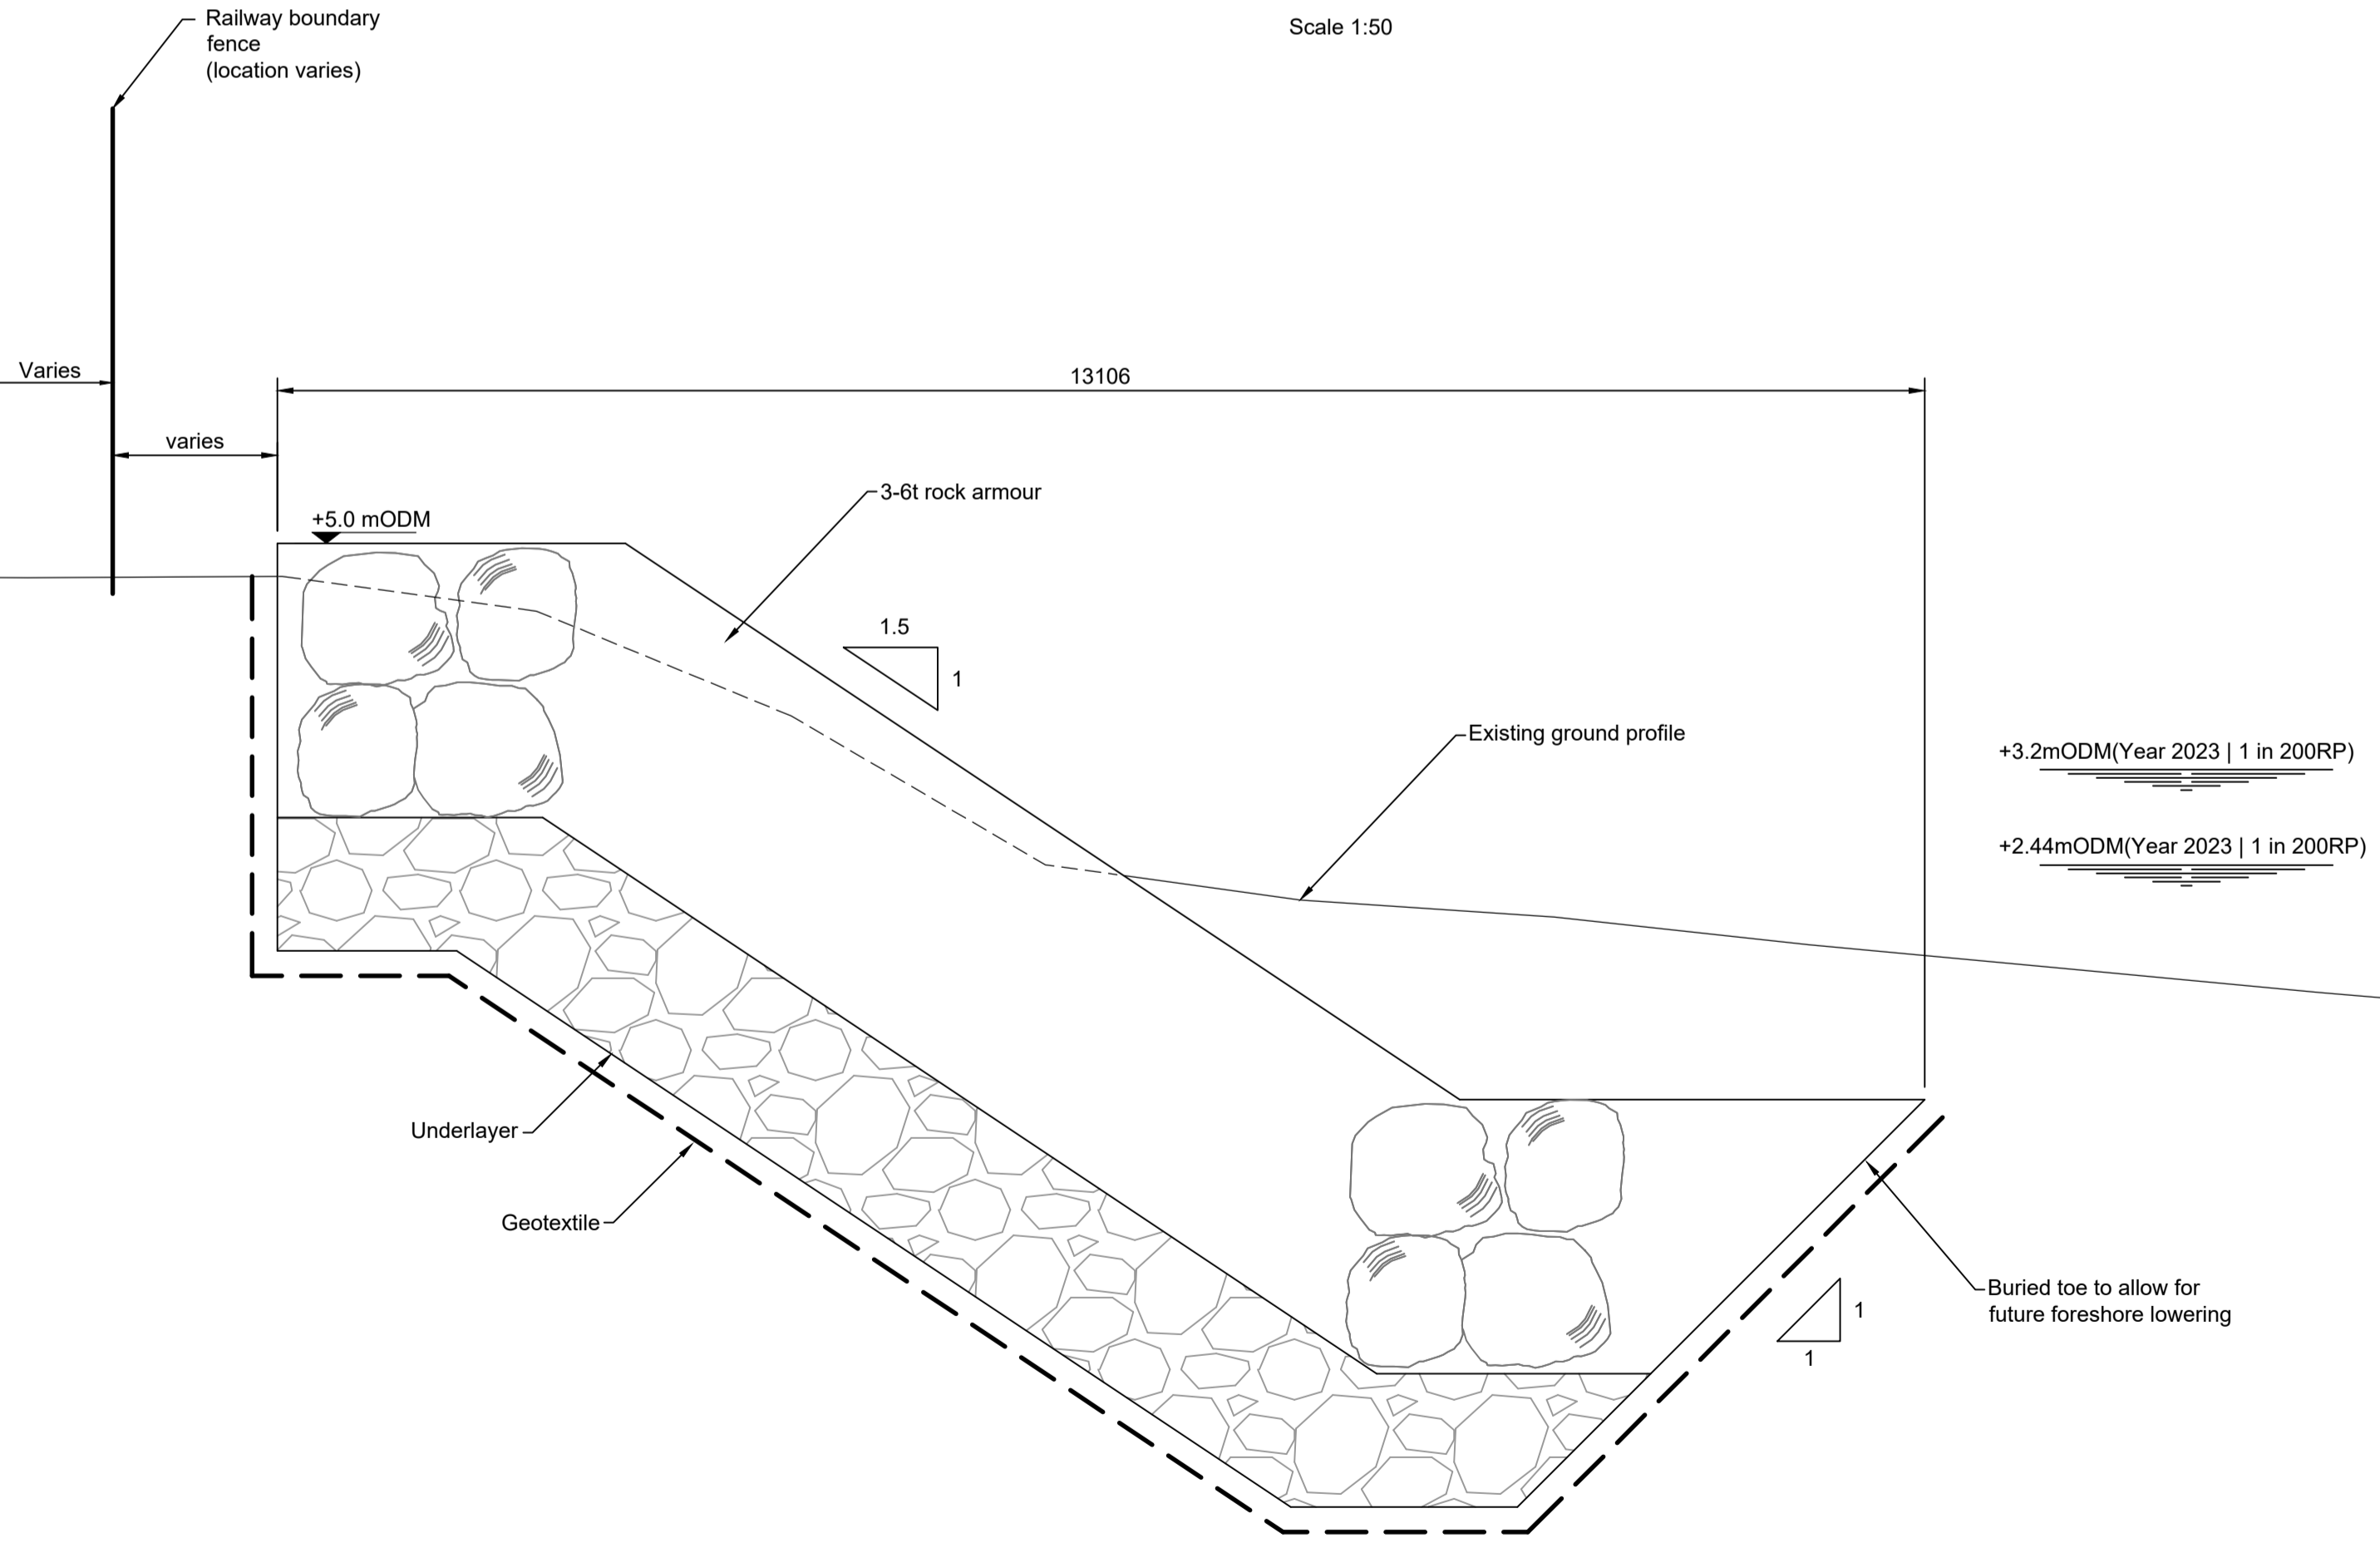 Railway boundary
fence
(location varies)
Scale 1:50
Varies
13106
varies
3-6t rock armour
+5.0 mODM
1.5
1
Existing ground profile
+3.2mODM(Year 2023 | 1 in 200RP)
+2.44mODM(Year 2023 | 1 in 200RP)
Underlayer
Geotextile
Buried toe to allow for
future foreshore lowering
1
1